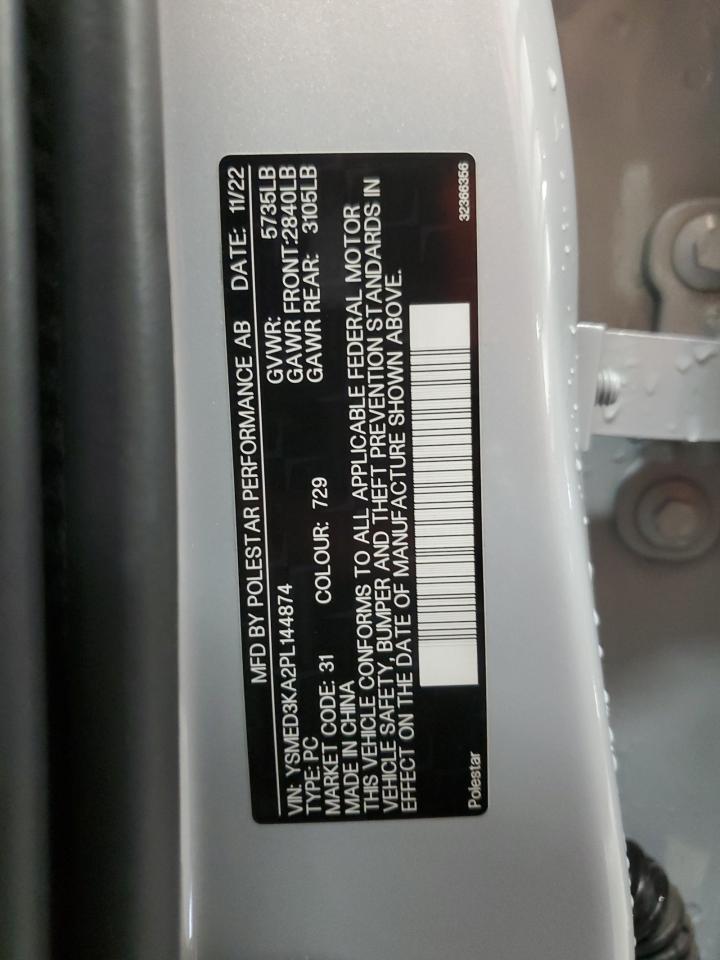 MFD BY POLESTAR PERFORMANCE AB DATE: 11/22
VIN: YSMED3KA2PL144874 GVWR: 5735LB
TYPE: PC GAWR FRONT:2840LB
MARKET CODE: 31 COLOUR: 729 GAWR REAR: 3105LB
MADE IN CHINA
THIS VEHICLE CONFORMS TO ALL APPLICABLE FEDERAL MOTOR
VEHICLE SAFETY, BUMPER AND THEFT PREVENTION STANDARDS IN
EFFECT ON THE DATE OF MANUFACTURE SHOWN ABOVE.
Polestar 32366356